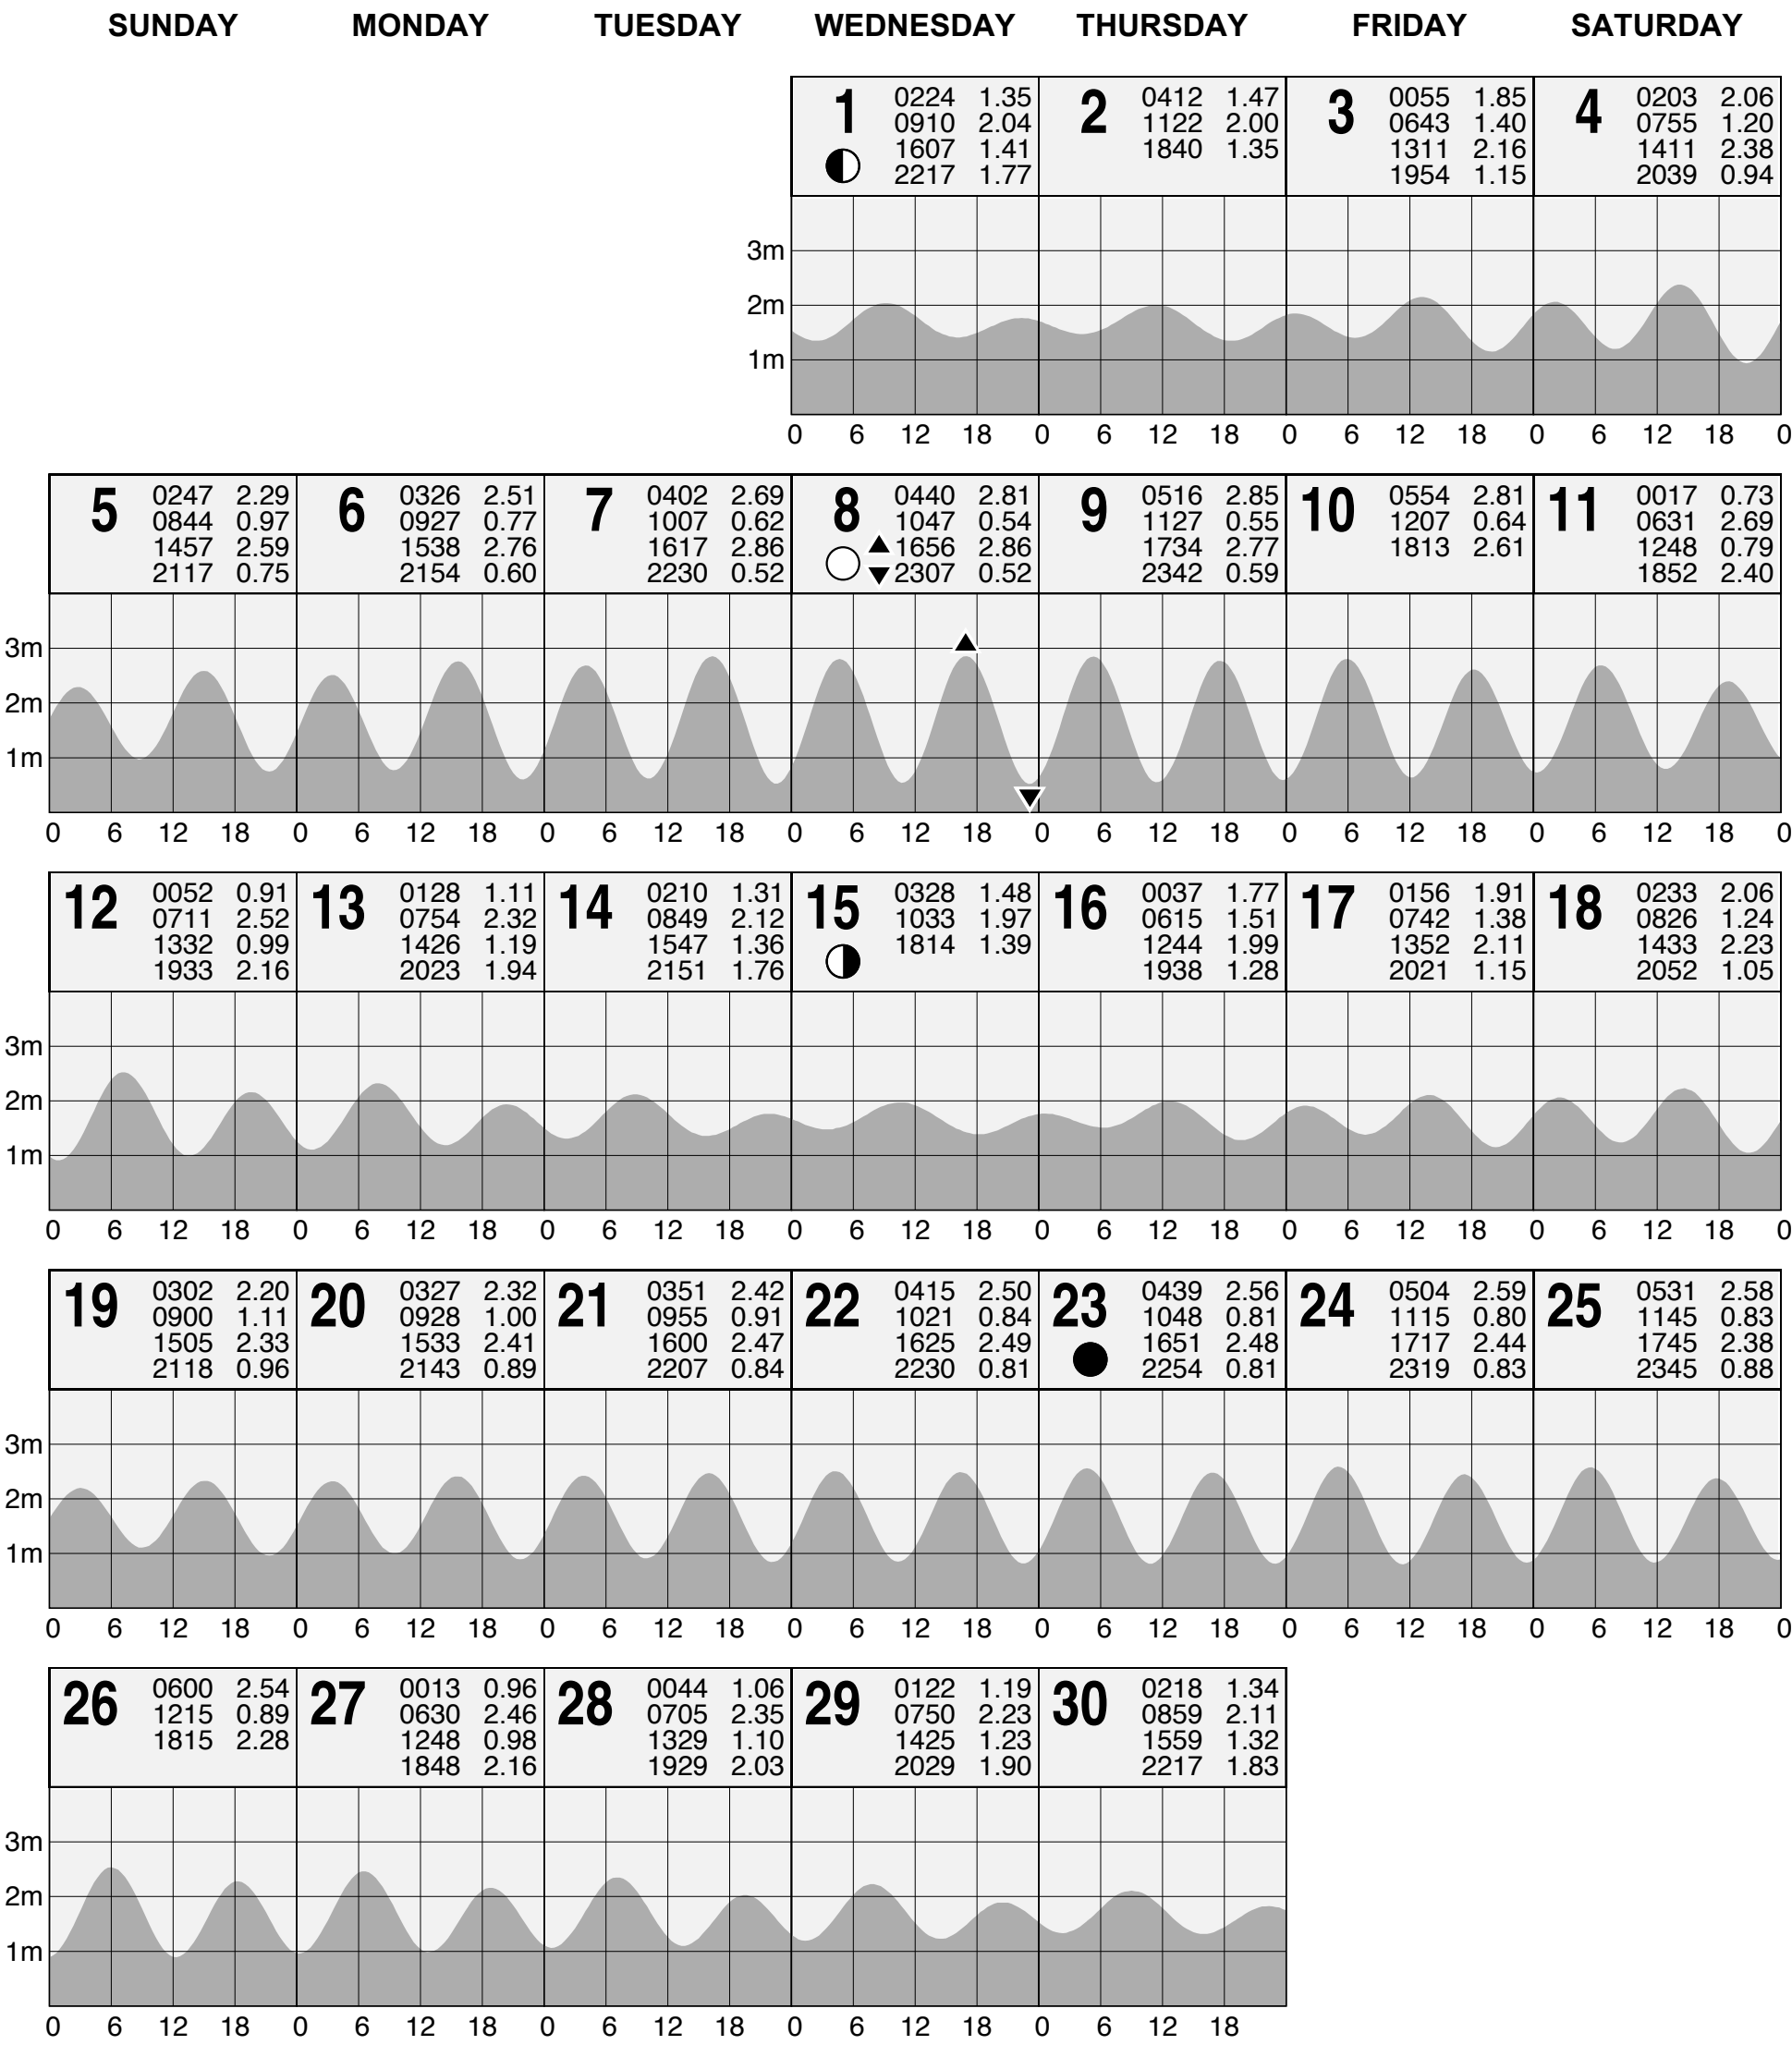 SUNDAY MONDAY TUESDAY WEDNESDAY THURSDAY FRIDAY SATURDAY
1 0224 1.35
0910 2.04
1607 1.41
2217 1.77
2 0412 1.47
1122 2.00
1840 1.35
3 0055 1.85
0643 1.40
1311 2.16
1954 1.15
4 0203 2.06
0755 1.20
1411 2.38
2039 0.94
3m
2m
1m
0 6 12 18 0 6 12 18 0 6 12 18 0 6 12 18 0
5 0247 2.29
0844 0.97
1457 2.59
2117 0.75
6 0326 2.51
0927 0.77
1538 2.76
2154 0.60
7 0402 2.69
1007 0.62
1617 2.86
2230 0.52
8 0440 2.81
1047 0.54
1656 2.86
2307 0.52
9 0516 2.85
1127 0.55
1734 2.77
2342 0.59
10 0554 2.81
1207 0.64
1813 2.61
11 0017 0.73
0631 2.69
1248 0.79
1852 2.40
3m
2m
1m
0 6 12 18 0 6 12 18 0 6 12 18 0 6 12 18 0 6 12 18 0 6 12 18 0 6 12 18 0
12 0052 0.91
0711 2.52
1332 0.99
1933 2.16
13 0128 1.11
0754 2.32
1426 1.19
2023 1.94
14 0210 1.31
0849 2.12
1547 1.36
2151 1.76
15 0328 1.48
1033 1.97
1814 1.39
16 0037 1.77
0615 1.51
1244 1.99
1938 1.28
17 0156 1.91
0742 1.38
1352 2.11
2021 1.15
18 0233 2.06
0826 1.24
1433 2.23
2052 1.05
3m
2m
1m
0 6 12 18 0 6 12 18 0 6 12 18 0 6 12 18 0 6 12 18 0 6 12 18 0 6 12 18 0
19 0302 2.20
0900 1.11
1505 2.33
2118 0.96
20 0327 2.32
0928 1.00
1533 2.41
2143 0.89
21 0351 2.42
0955 0.91
1600 2.47
2207 0.84
22 0415 2.50
1021 0.84
1625 2.49
2230 0.81
23 0439 2.56
1048 0.81
1651 2.48
2254 0.81
24 0504 2.59
1115 0.80
1717 2.44
2319 0.83
25 0531 2.58
1145 0.83
1745 2.38
2345 0.88
3m
2m
1m
0 6 12 18 0 6 12 18 0 6 12 18 0 6 12 18 0 6 12 18 0 6 12 18 0 6 12 18 0
26 0600 2.54
1215 0.89
1815 2.28
27 0013 0.96
0630 2.46
1248 0.98
1848 2.16
28 0044 1.06
0705 2.35
1329 1.10
1929 2.03
29 0122 1.19
0750 2.23
1425 1.23
2029 1.90
30 0218 1.34
0859 2.11
1559 1.32
2217 1.83
3m
2m
1m
0 6 12 18 0 6 12 18 0 6 12 18 0 6 12 18 0 6 12 18